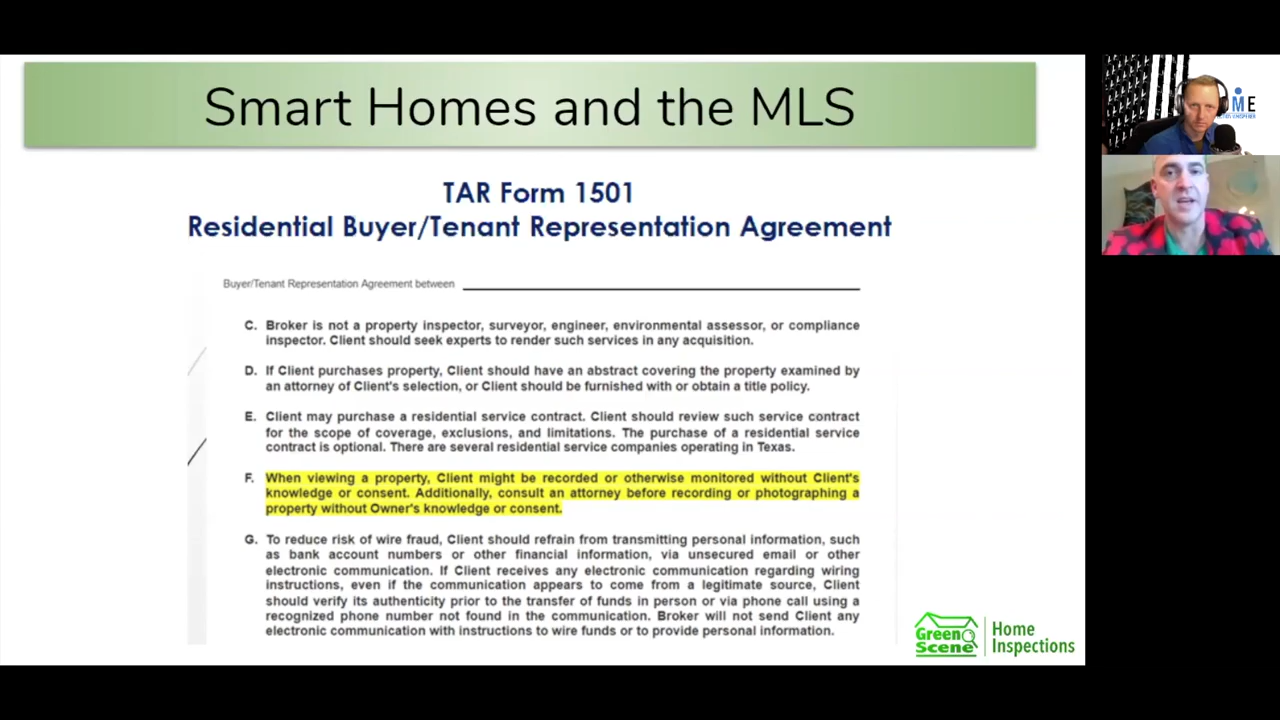 Smart Homes and the MLS
TAR Form 1501
Residential Buyer/Tenant Representation Agreement
Buyer/Tenant Representation Agreement between
C. Broker is not a property inspector, surveyor, engineer, environmental assessor, or compliance
inspector. Client should seek experts to render such services in any acquisition.
D. If Client purchases property, Client should have an abstract covering the property examined by
an attorney of Client's selection, or Client should be furnished with or obtain a title policy.
E. Client may purchase a residential service contract. Client should review such service contract
for the scope of coverage, exclusions, and limitations. The purchase of a residential service
contract is optional. There are several residential service companies operating in Texas.
F. When viewing a property, Client might be recorded or otherwise monitored without Client's
knowledge or consent. Additionally, consult an attorney before recording or photographing a
property without Owner's knowledge or consent.
G. To reduce risk of wire fraud, Client should refrain from transmitting personal information, such
as bank account numbers or other financial information, via unsecured email or other
electronic communication. If Client receives any electronic communication regarding wiring
instructions, even if the communication appears to come from a legitimate source, Client
should verify its authenticity prior to the transfer of funds in person or via phone call using a
recognized phone number not found in the communication. Broker will not send Client any
electronic communication with instructions to wire funds or to provide personal information.
Green
Scene
Home
Inspections
ME